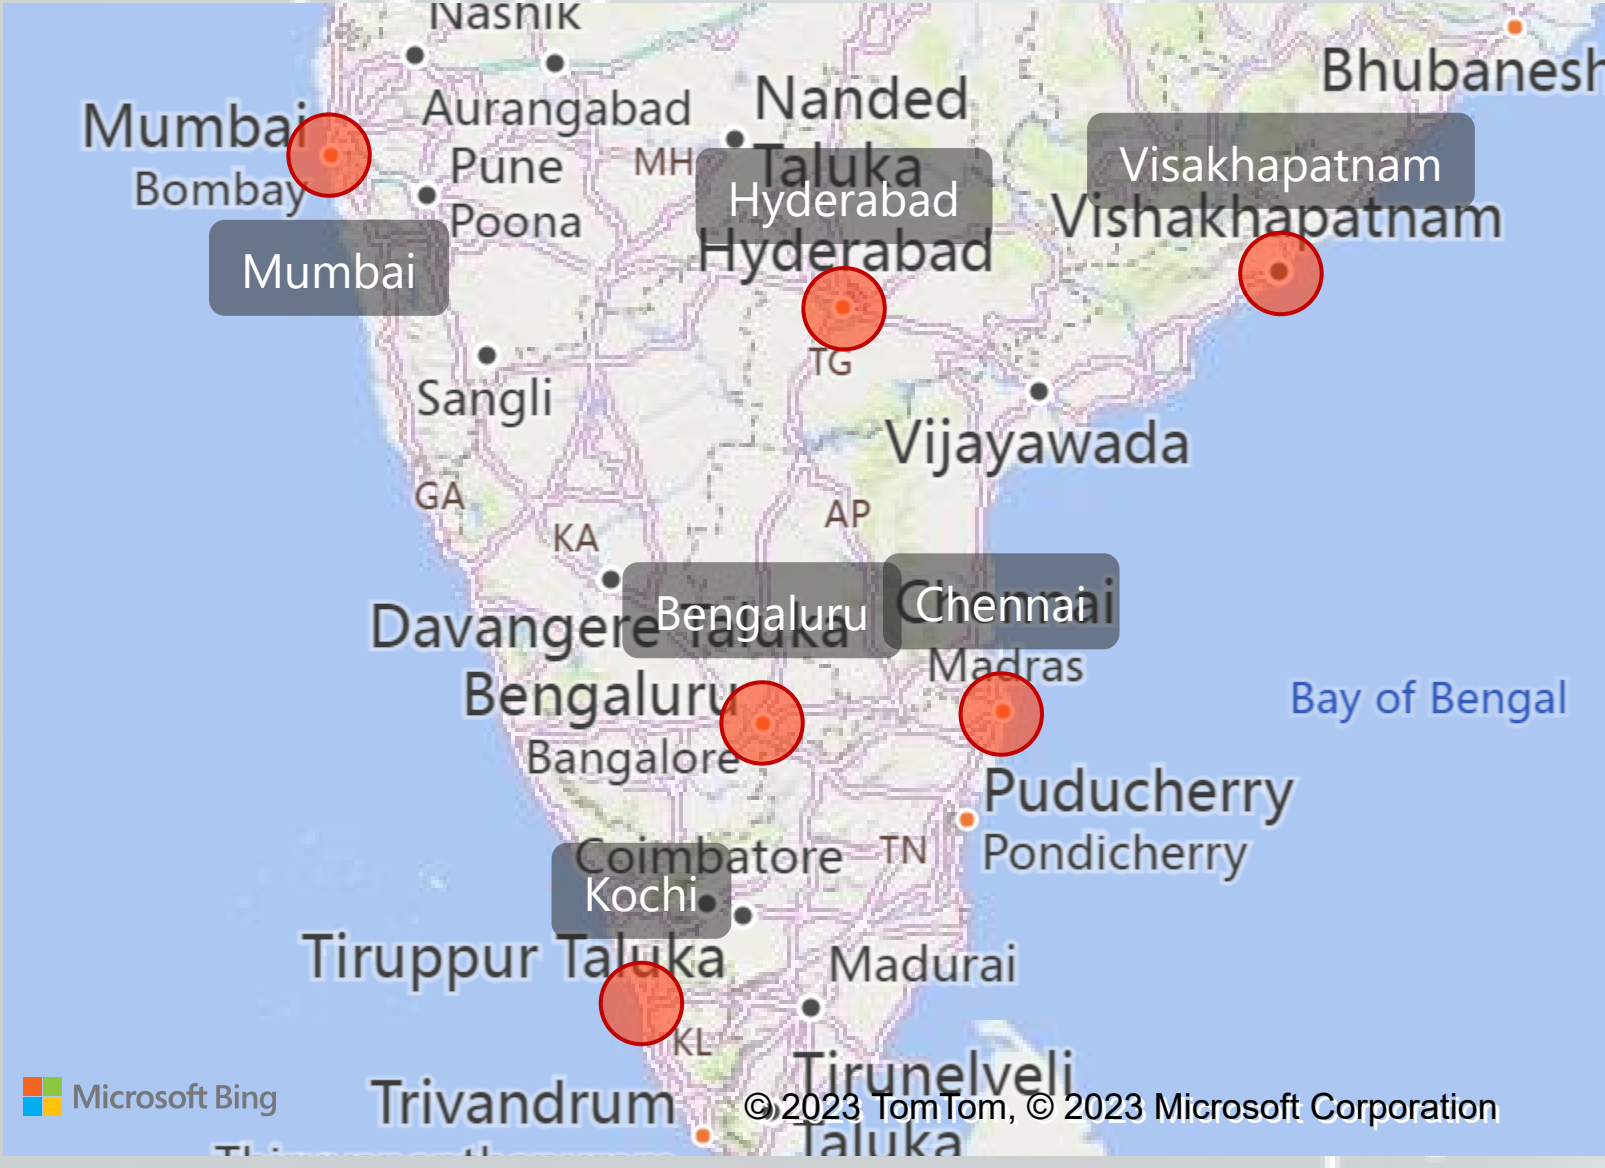 Nashik
Bhubanesh
Nanded
Taluka
Aurangabad
Mumbai
Bombay
Pune
Poona
MH
Visakhapatnam
Vishakhapatnam
Hyderabad
Hyderabad
Mumbai
TG
Sangli
Vijayawada
GA
AP
KA
Bengaluru
Chennai
Chennai
Davangere Taluka
Madras
Bengaluru
Bangalore
Bay of Bengal
Puducherry
Pondicherry
Coimbatore
TN
Kochi
Tiruppur Taluka
Madurai
KL
Tirunelveli
Taluka
Trivandrum
Microsoft Bing
© 2023 TomTom, © 2023 Microsoft Corporation